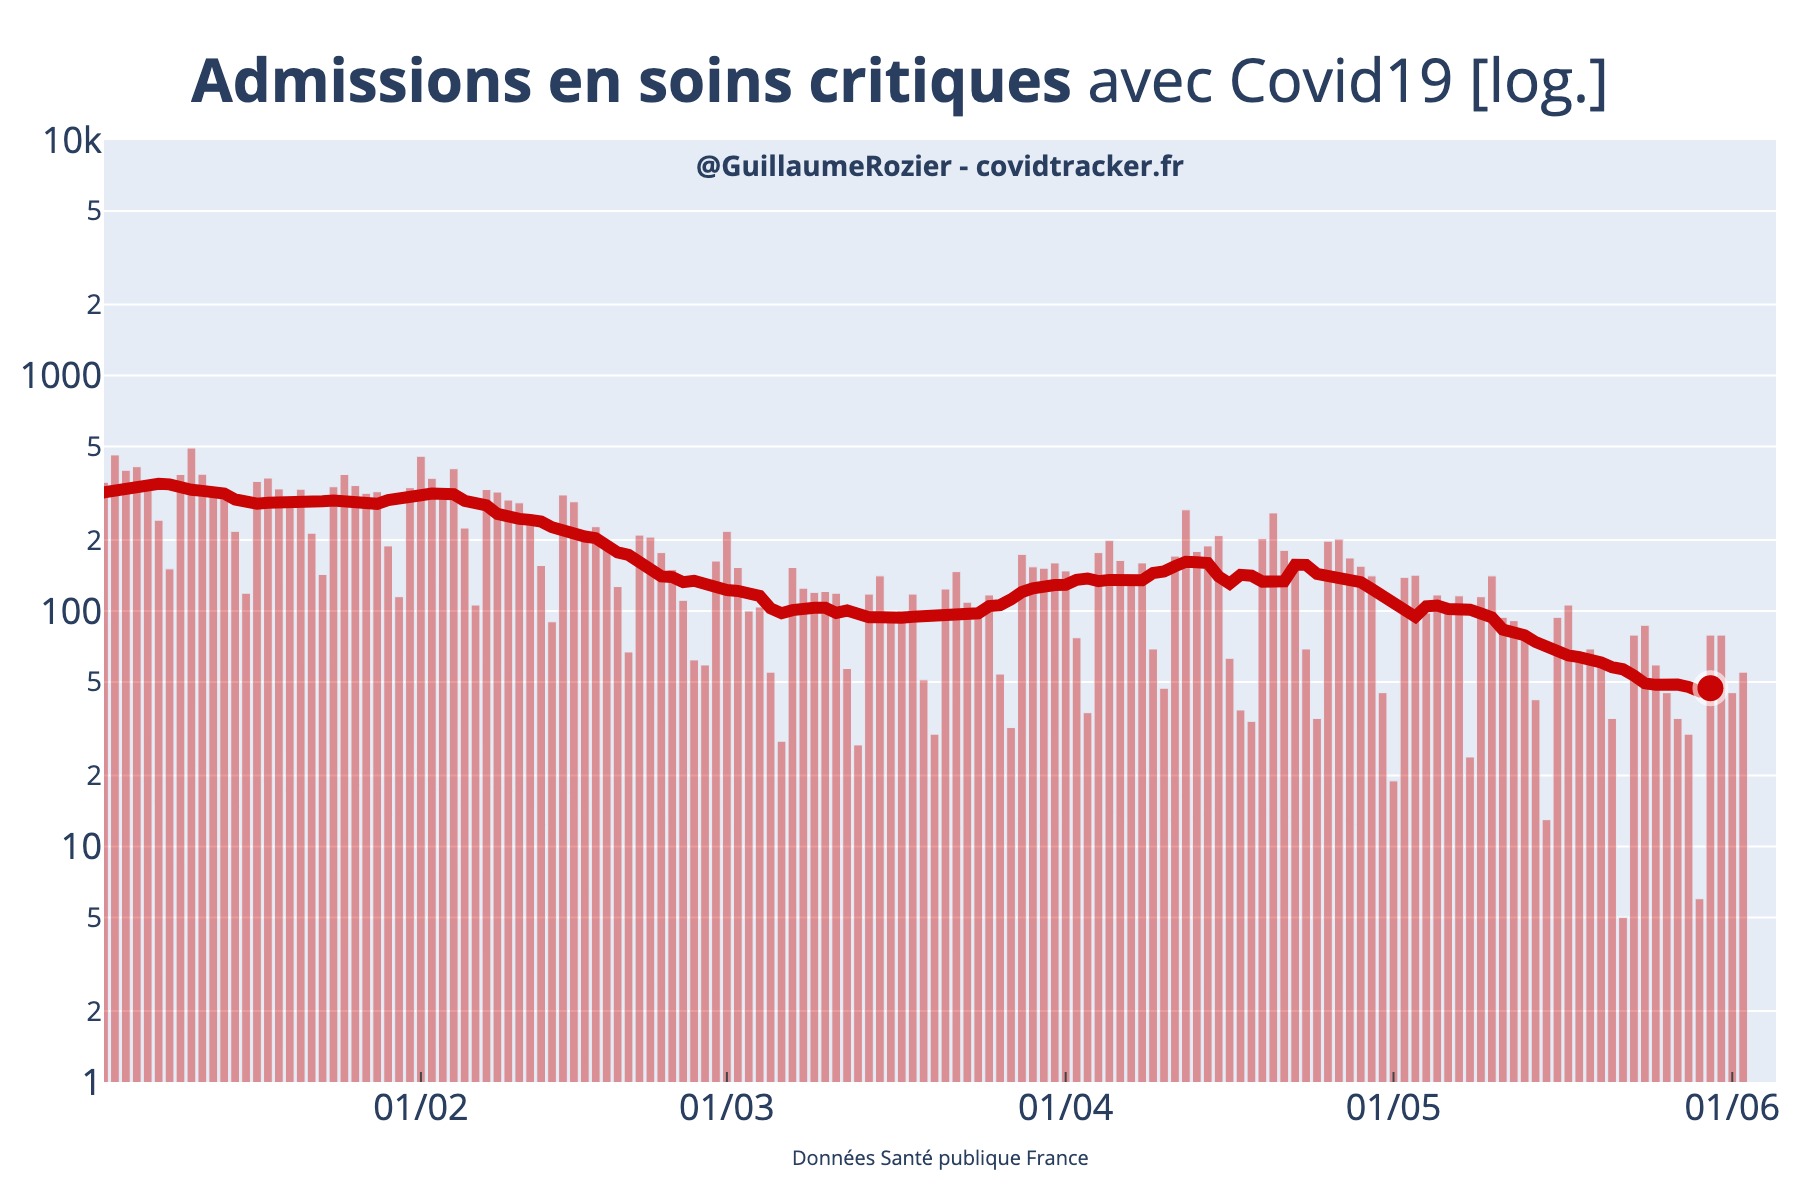 Admissions en soins critiques avec Covid19 [log.]
@GuillaumeRozier - covidtracker.fr
10k
5
2
1000
5
2
100
5
2
10
5
2
1
01/02 01/03 01/04 01/05 01/06
Données Santé publique France